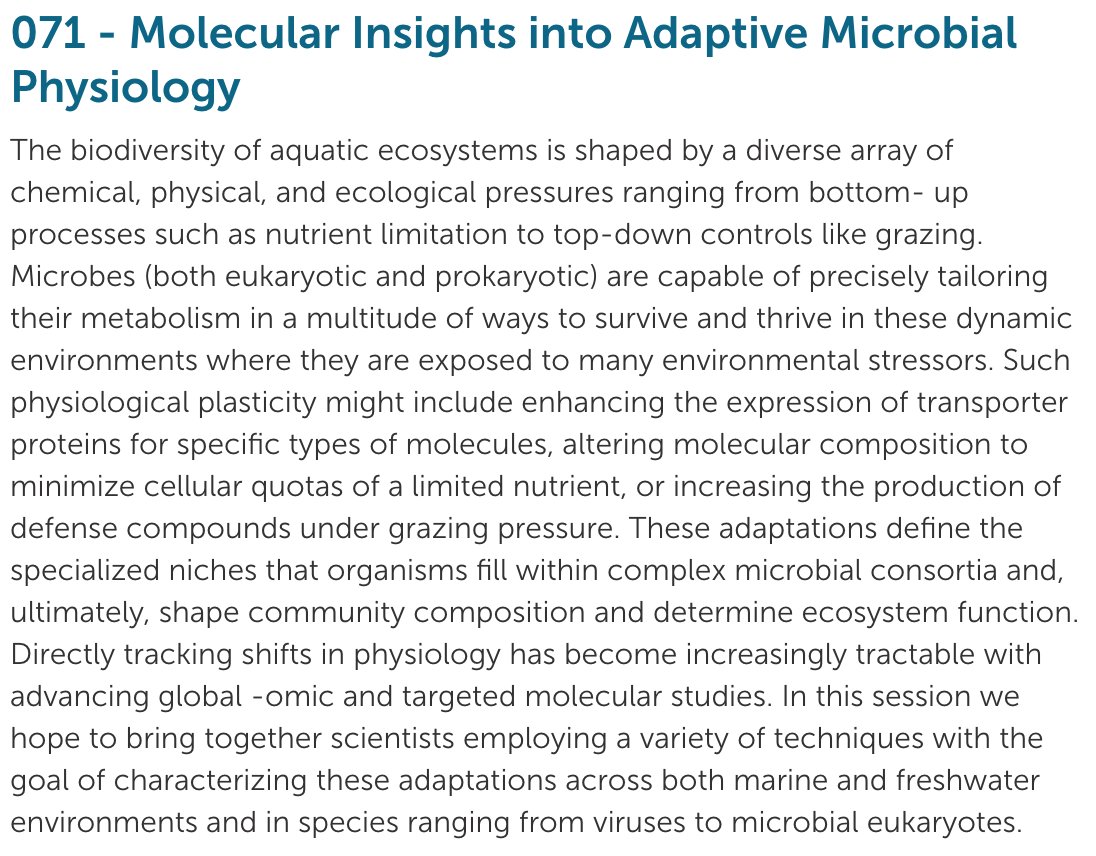 071 - Molecular Insights into Adaptive Microbial
Physiology
The biodiversity of aquatic ecosystems is shaped by a diverse array of
chemical, physical, and ecological pressures ranging from bottom- up
processes such as nutrient limitation to top-down controls like grazing.
Microbes (both eukaryotic and prokaryotic) are capable of precisely tailoring
their metabolism in a multitude of ways to survive and thrive in these dynamic
environments where they are exposed to many environmental stressors. Such
physiological plasticity might include enhancing the expression of transporter
proteins for specific types of molecules, altering molecular composition to
minimize cellular quotas of a limited nutrient, or increasing the production of
defense compounds under grazing pressure. These adaptations define the
specialized niches that organisms fill within complex microbial consortia and,
ultimately, shape community composition and determine ecosystem function.
Directly tracking shifts in physiology has become increasingly tractable with
advancing global -omic and targeted molecular studies. In this session we
hope to bring together scientists employing a variety of techniques with the
goal of characterizing these adaptations across both marine and freshwater
environments and in species ranging from viruses to microbial eukaryotes.